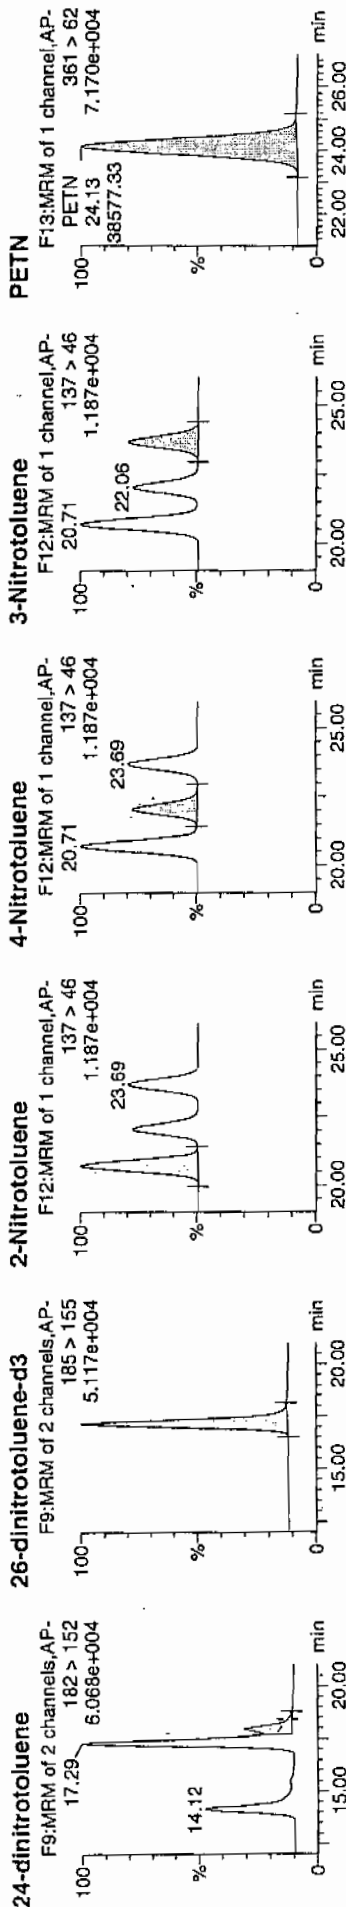 24-dinitrotoluene
F9:MRM of 2 channels,AP-
182 > 152
6.068e+004
100
17.29
14.12
%
0
15.00
20.00
min
26-dinitrotoluene-d3
F9:MRM of 2 channels,AP-
185 > 155
5.117e+004
100
%
0
15.00
20.00
min
2-Nitrotoluene
F12:MRM of 1 channel,AP-
137 > 46
1.187e+004
100
23.69
%
0
20.00
25.00
min
4-Nitrotoluene
F12:MRM of 1 channel,AP-
137 > 46
1.187e+004
100
20.71
23.69
%
0
20.00
25.00
min
3-Nitrotoluene
F12:MRM of 1 channel,AP-
137 > 46
1.187e+004
100
20.71
22.06
%
0
20.00
25.00
min
PETN
F13:MRM of 1 channel,AP-
361 > 62
7.170e+004
100
PETN
24.13
38577.33
%
0
22.00
24.00
26.00
min